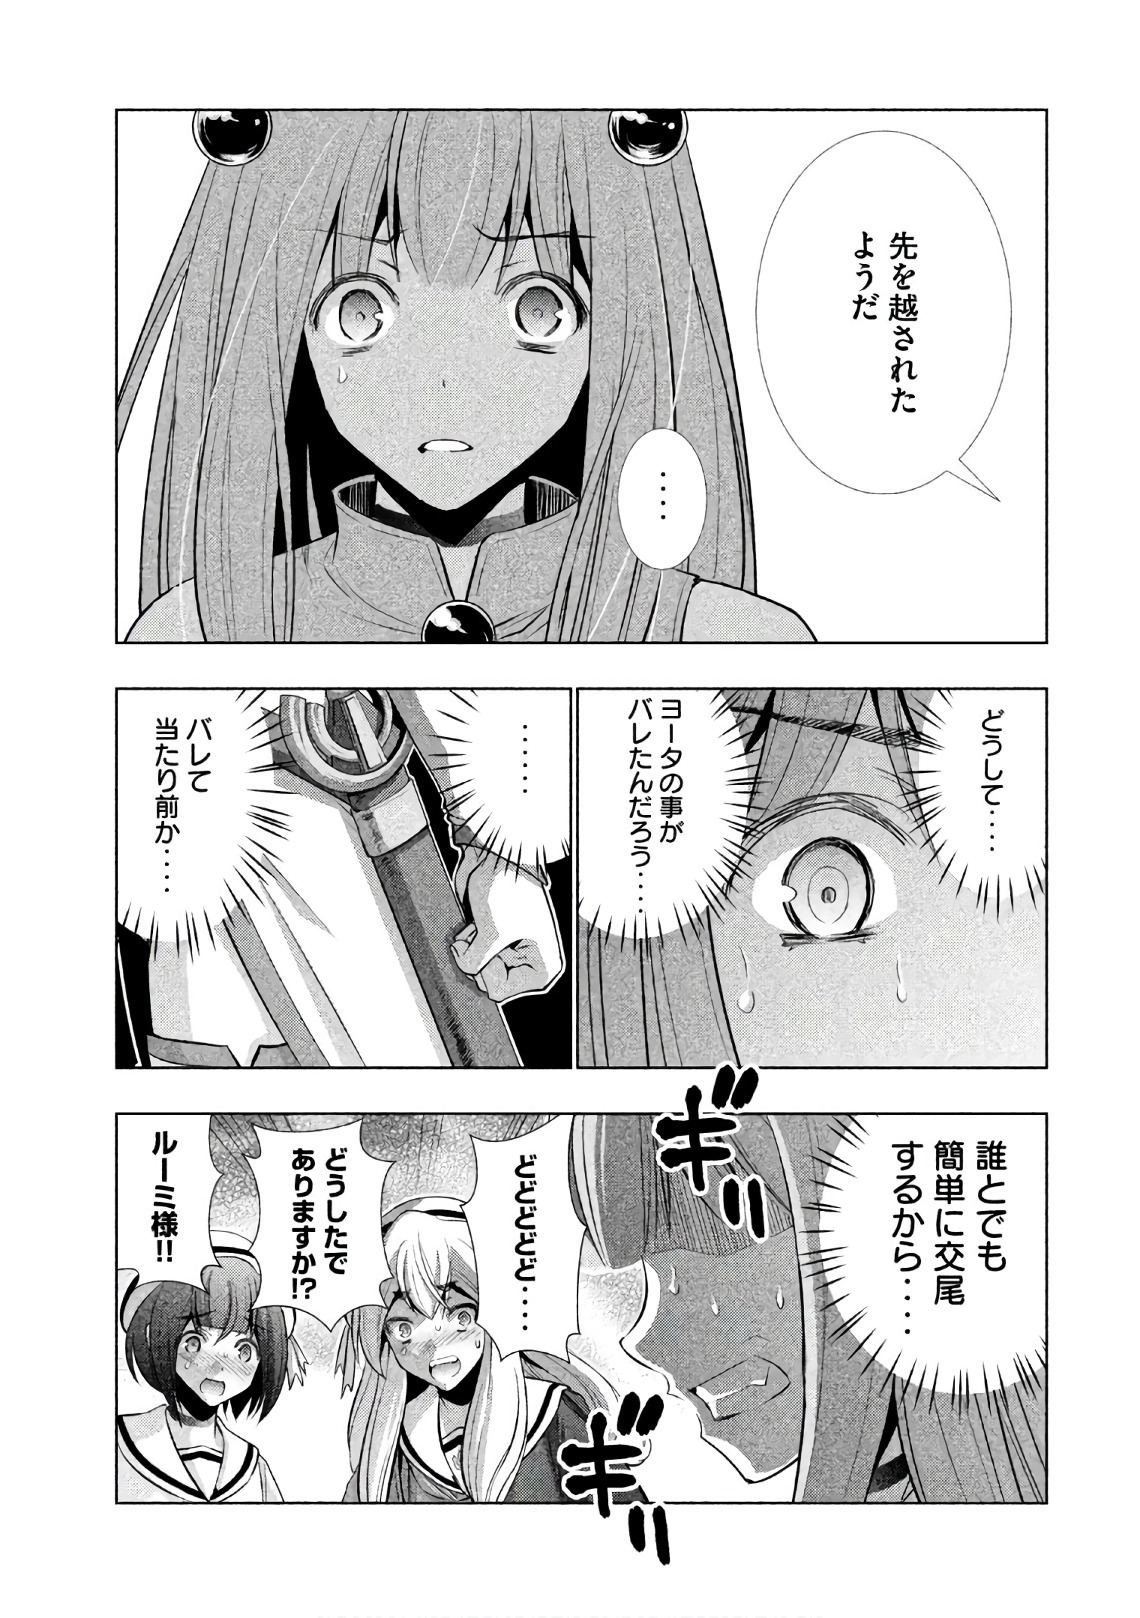 先を越された
ようだ
・・・・
どうして・・・・
ヨータの事が
バレたんだろう・・・・
・・・・・・
バレて
当たり前か・・・・
誰とでも
簡単に交尾
するから・・・・
ギリ
どどどどど・・・・
どうしたで
ありますか!?
ルーミ様!!
ギリ